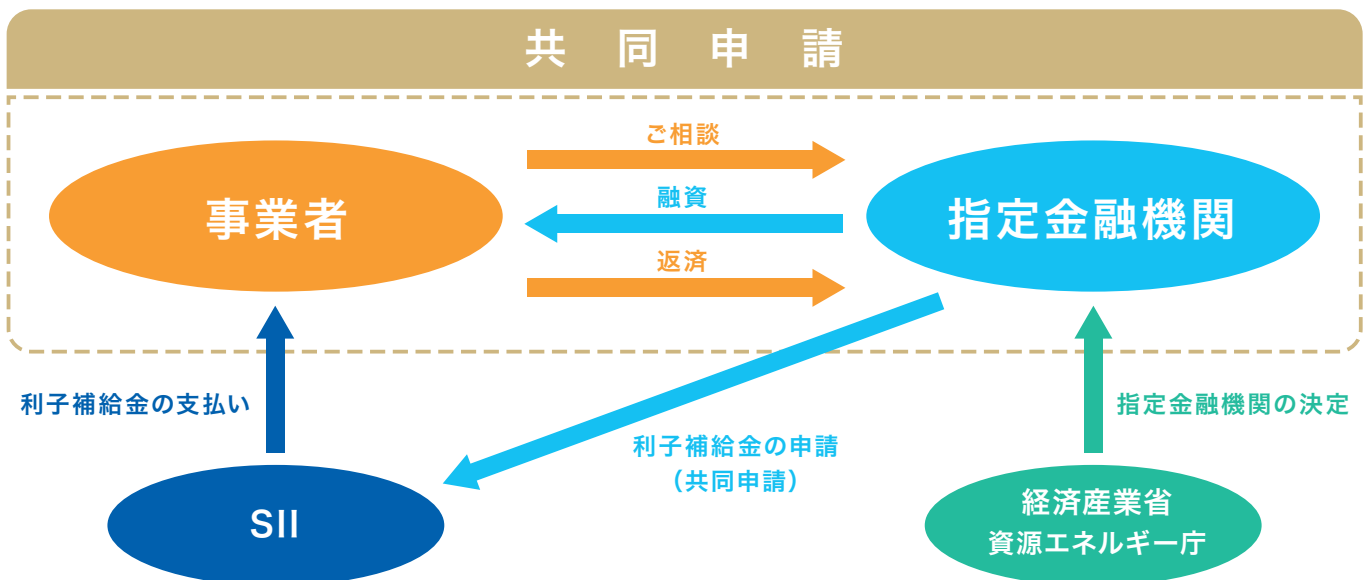 共同申請
ご相談
事業者
融資
指定金融機関
返済
利子補給金の支払い
指定金融機関の決定
利子補給金の申請
（共同申請）
SII
経済産業省
資源エネルギー庁